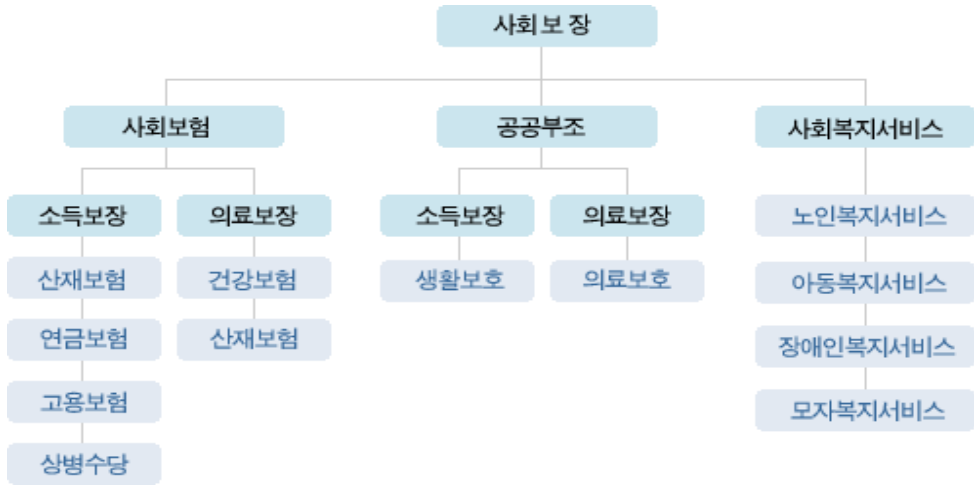 사회보장
사회보험 공공부조 사회복지서비스
소득보장 의료보장 소득보장 의료보장 노인복지서비스
산재보험 건강보험 생활보호 의료보호 아동복지서비스
연금보험 산재보험 장애인복지서비스
고용보험 모자복지서비스
상병수당